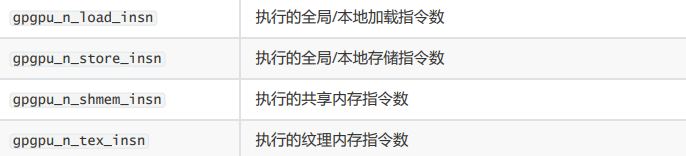 gpgpu_n_load_insn 执行的全局/本地加载指令数
gpgpu_n_store_insn 执行的全局/本地存储指令数
gpgpu_n_shmem_insn 执行的共享内存指令数
gpgpu_n_tex_insn 执行的纹理内存指令数